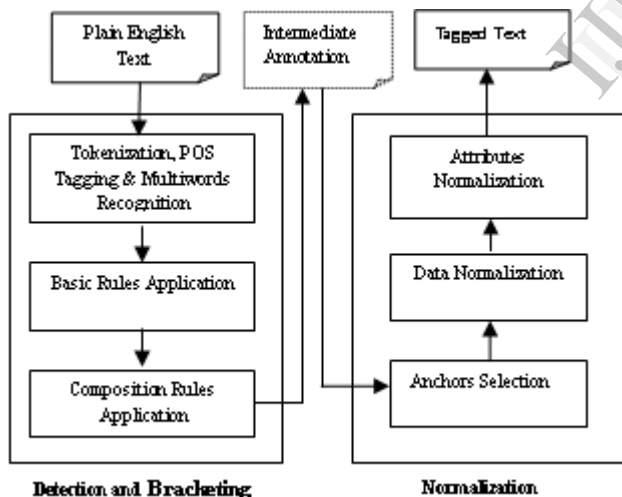 Plain English
Text
Intermediate
Annotation
Tagged Text
Tokenization, POS
Tagging & Multiwords
Recognition
Basic Rules Application
Composition Rules
Application
Detection and Bracketing
Attributes
Normalization
Data Normalization
Anchors Selection
Normalization